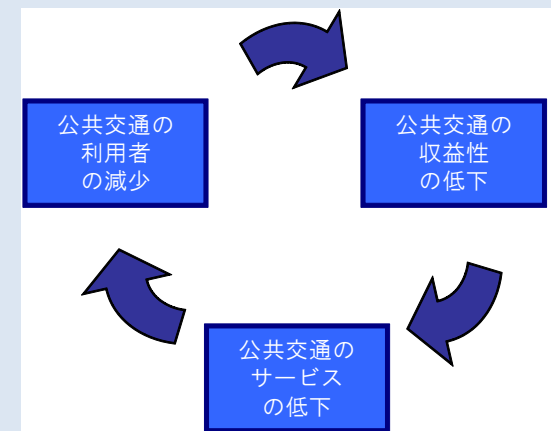 公共交通の
利用者
の減少
公共交通の
収益性
の低下
公共交通の
サービス
の低下